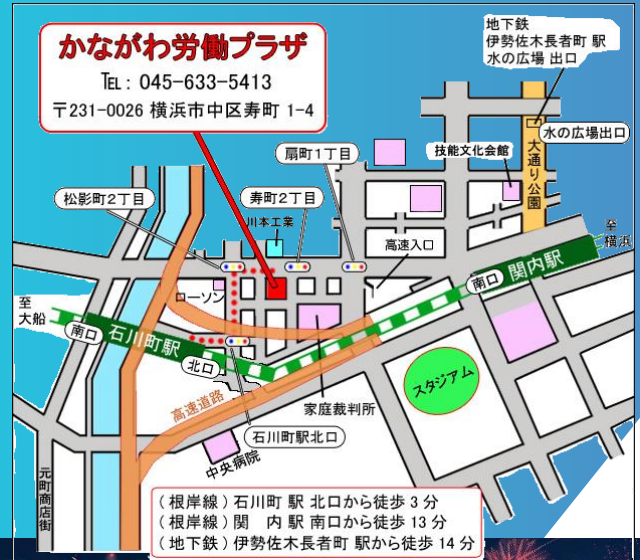 かながわ労働プラザ
TEL: 045-633-5413
〒231-0026 横浜市中区寿町 1-4
地下鉄
伊勢佐木長者町 駅
水の広場 出口
水の広場出口
大通り公園
技能文化会館
扇町1丁目
松影町2丁目
寿町2丁目
川本工業
高速入口
至
横浜
関内駅
南口
ローソン
至
大船
南口
石川町駅
北口
スタジアム
高速道路
家庭裁判所
石川町駅北口
中央病院
元町商店街
(根岸線)石川町 駅 北口から徒歩 3 分
(根岸線)関 内 駅 南口から徒歩 13 分
(地下鉄)伊勢佐木長者町 駅から徒歩 14 分